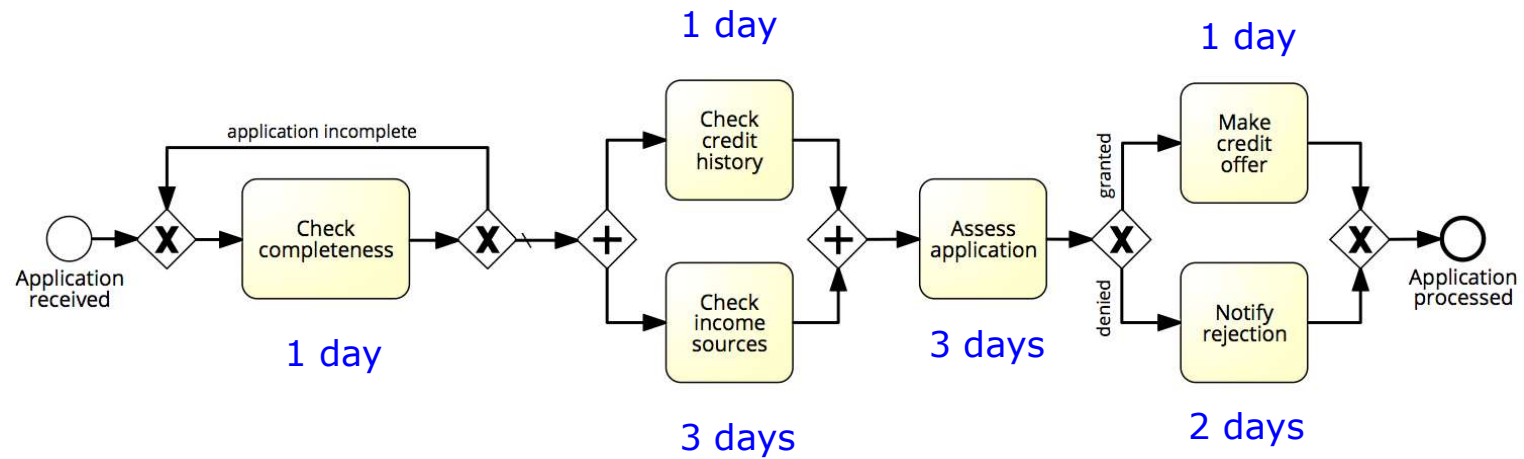 1 day
1 day
application incomplete
Check
credit
history
granted
Make
credit
offer
Application
received
X
Check
completeness
X
+
+
Assess
application
X
X
Application
processed
1 day
Check
income
sources
3 days
denied
Notify
rejection
3 days
2 days